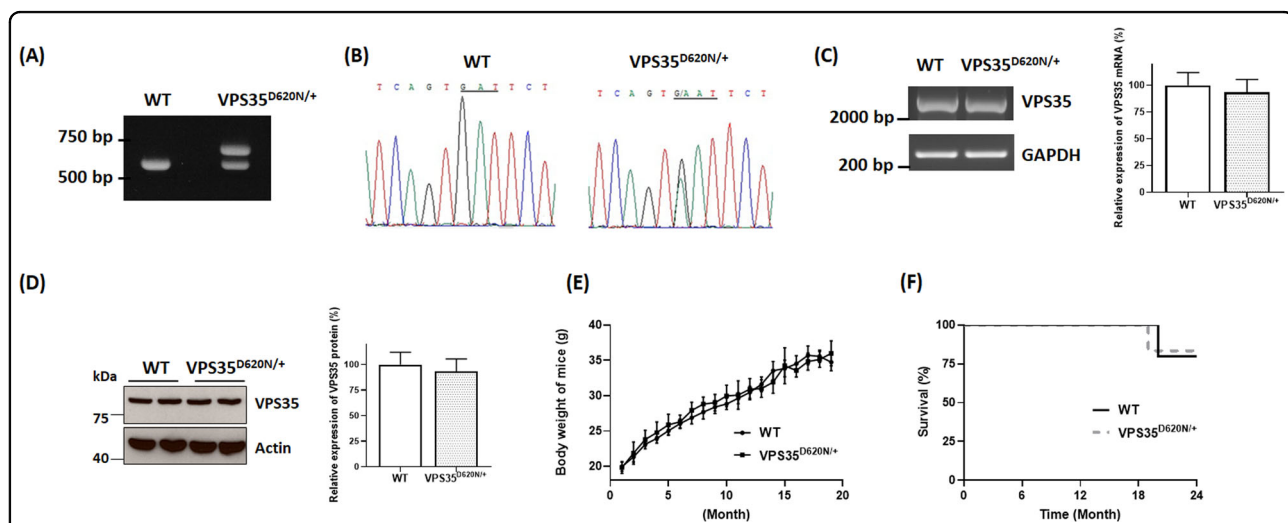 (A)
WT VPS35D620N/+
750 bp
500 bp
(B)
WT
T C A G T G A T T C T
VPS35D620N/+
T C A G T G/A A T T C T
(C)
WT VPS35D620N/+
VPS35
2000 bp
GAPDH
200 bp
Relative expression of VPS35 mRNA (%)
125
100
75
50
25
0
WT VPS35D620N/+
(D)
WT VPS35D620N/+
kDa
VPS35
75
Actin
40
Relative expression of VPS35 protein (%)
125
100
75
50
25
0
WT VPS35D620N/+
(E)
Body weight of mice (g)
40
35
30
25
20
WT
VPS35D620N/+
0 5 10 15 20
(Month)
(F)
Survival (%)
100
75
50
25
0
WT
VPS35D620N/+
0 6 12 18 24
Time (Month)